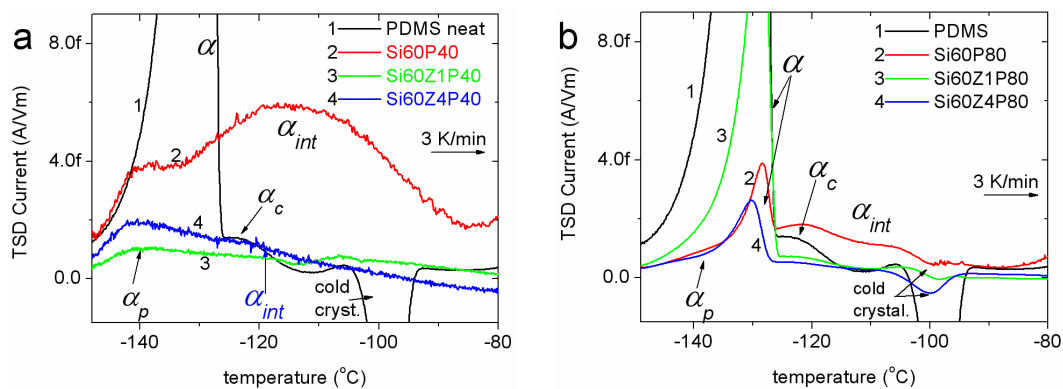 a
1 PDMS neat
2 Si60P40
3 Si60Z1P40
4 Si60Z4P40
α
1
2
α_int
3 K/min
α_c
4
3
α_p
α_int
cold
cryst.
8.0f
4.0f
0.0
TSD Current (A/Vm)
-140
-120
-100
-80
temperature (°C)
b
1 PDMS
2 Si60P80
3 Si60Z1P80
4 Si60Z4P80
1
α
3
2
α_c
α_int
3 K/min
4
α_p
cold
crystal.
8.0f
4.0f
0.0
TSD Current (A/Vm)
-140
-120
-100
-80
temperature (°C)